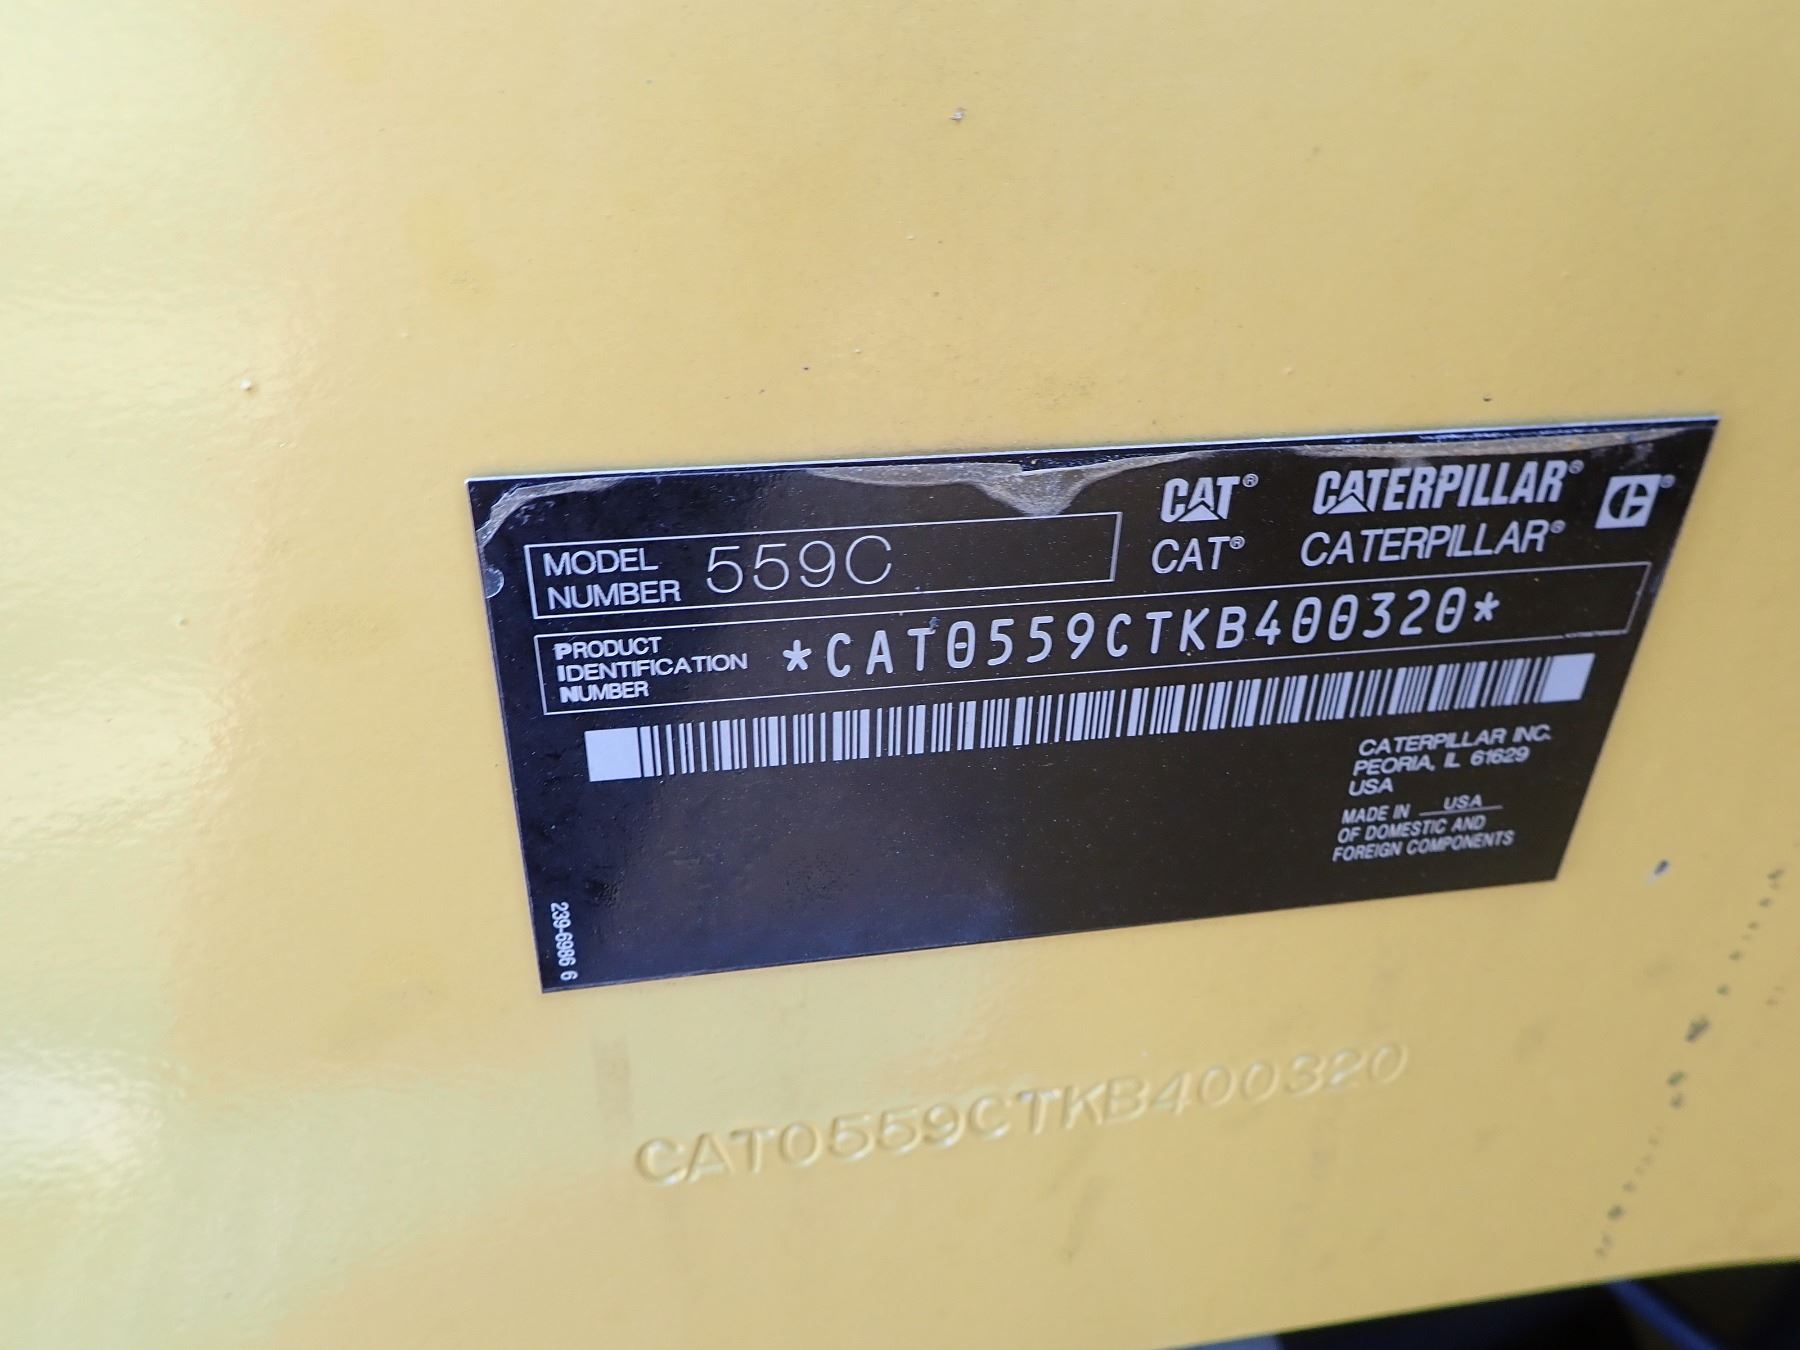 CAT® CATERPILLAR®
CAT® CATERPILLAR®
MODEL NUMBER 559C
PRODUCT IDENTIFICATION NUMBER *CAT0559CTKB400320*
CATERPILLAR INC.
PEORIA, IL 61629
USA
MADE IN USA
OF DOMESTIC AND
FOREIGN COMPONENTS
239-6986 6
CAT0559CTKB400320